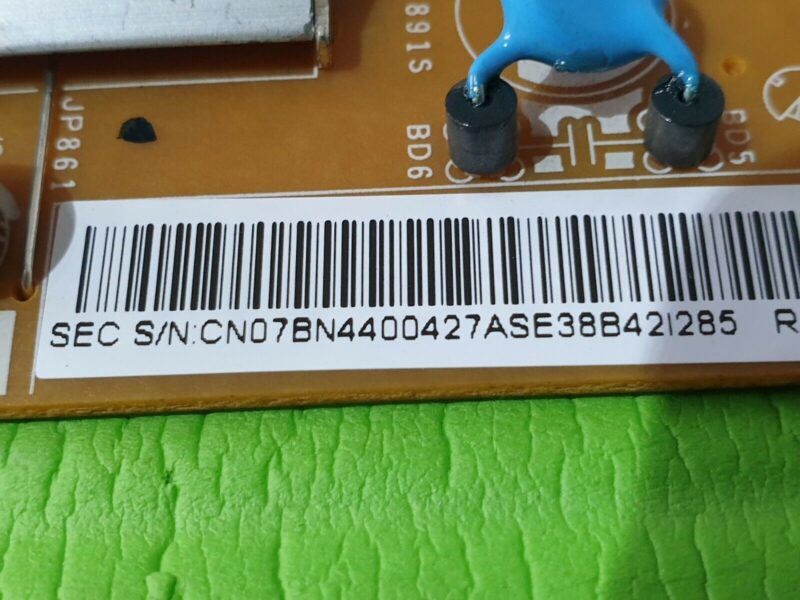 891S
JP861
BD6
BD5
SEC S/N:CN07BN4400427ASE38B42I285 R